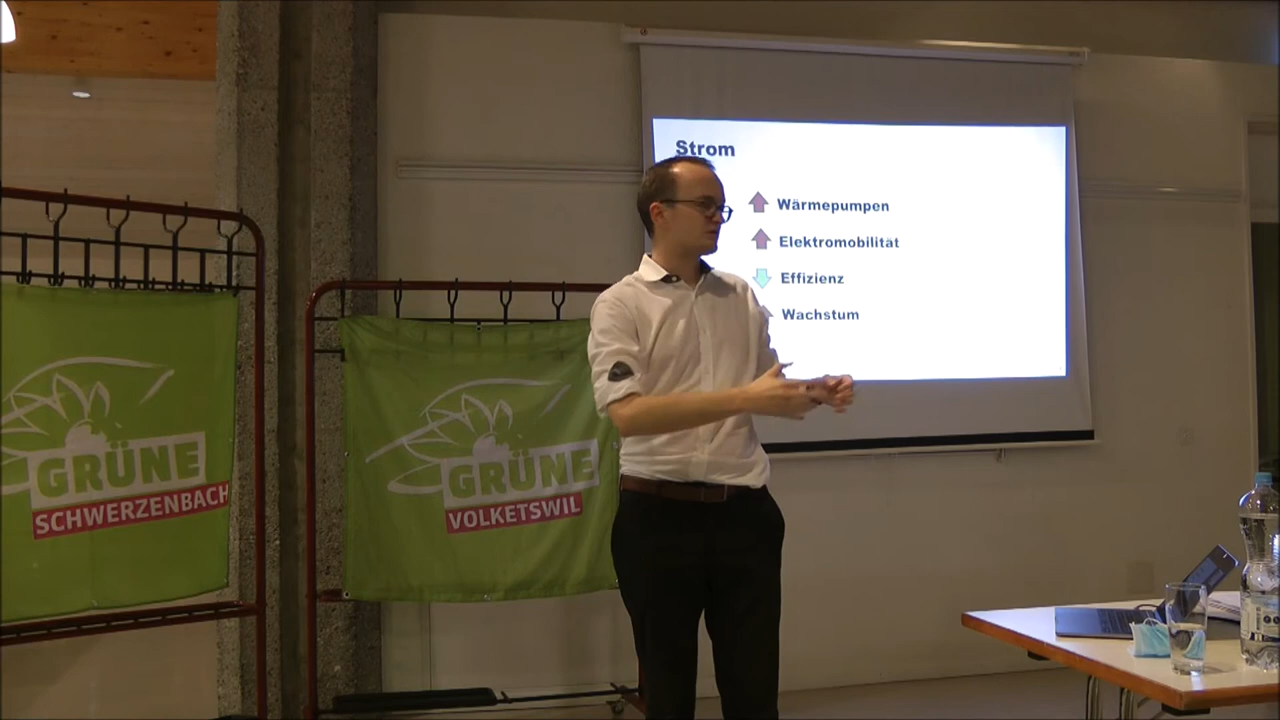 Strom
Wärmepumpen
Elektromobilität
Effizienz
Wachstum
GRÜNE
SCHWERZENBACH
GRÜNE
VOLKETSWIL